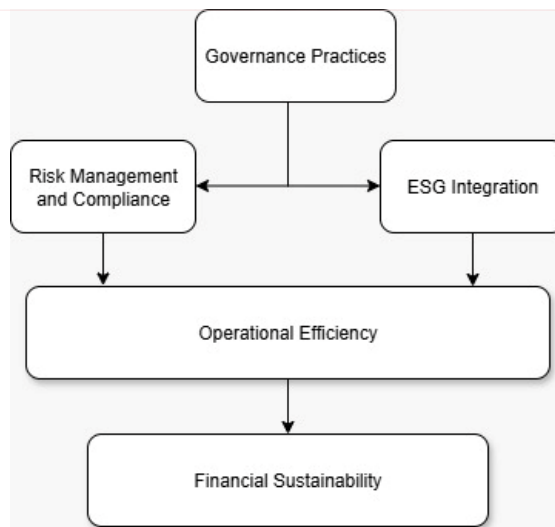 Governance Practices
Risk Management
and Compliance
ESG Integration
Operational Efficiency
Financial Sustainability